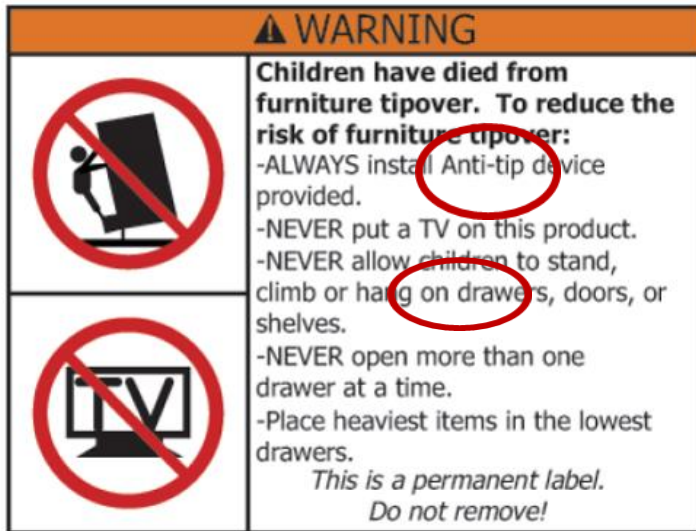 WARNING
Children have died from
furniture tipover. To reduce the
risk of furniture tipover:
-ALWAYS install Anti-tip device
provided.
-NEVER put a TV on this product.
-NEVER allow children to stand,
climb or hang on drawers, doors, or
shelves.
-NEVER open more than one
drawer at a time.
-Place heaviest items in the lowest
drawers.
This is a permanent label.
Do not remove!
TV